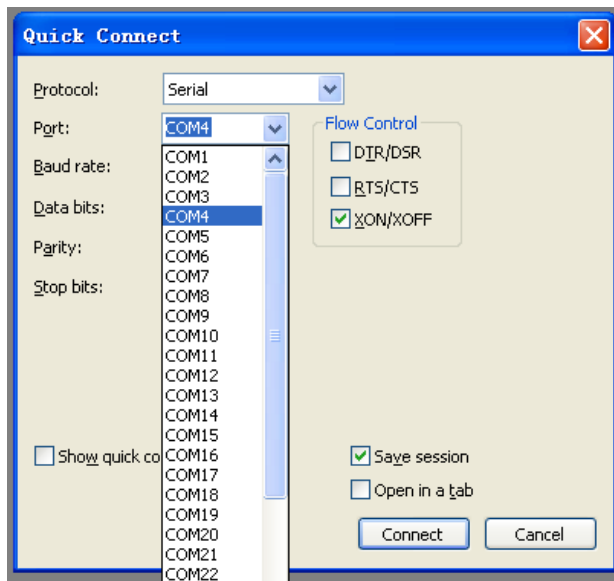 Quick Connect
Protocol:
Serial
Port:
COM4
Flow Control
DTR/DSR
RTS/CTS
XON/XOFF
Baud rate:
Data bits:
Parity:
Stop bits:
COM1
COM2
COM3
COM4
COM5
COM6
COM7
COM8
COM9
COM10
COM11
COM12
COM13
COM14
COM15
COM16
COM17
COM18
COM19
COM20
COM21
COM22
Show quick co
Save session
Open in a tab
Connect
Cancel